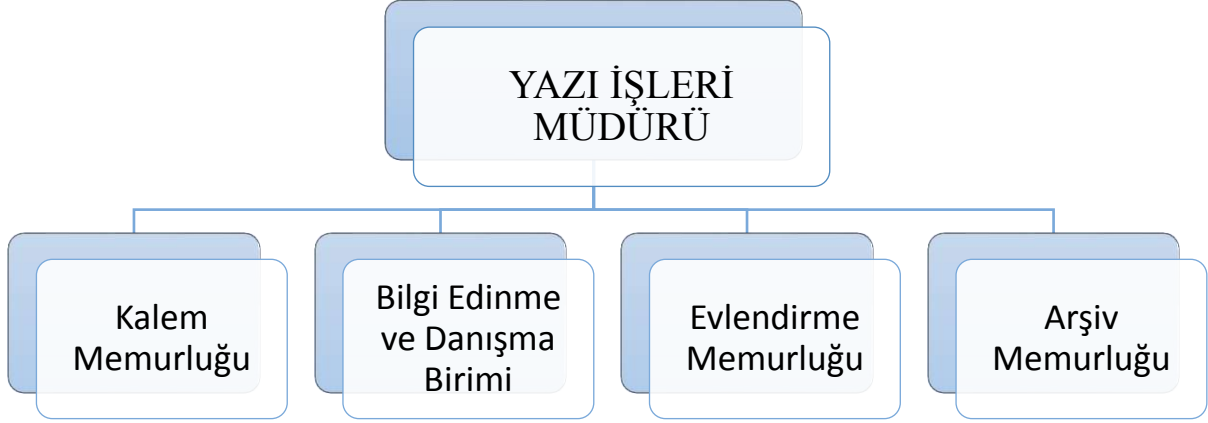 YAZI İŞLERİ
MÜDÜRÜ
Kalem
Memurluğu
Bilgi Edinme
ve Danışma
Birimi
Evlendirme
Memurluğu
Arşiv
Memurluğu